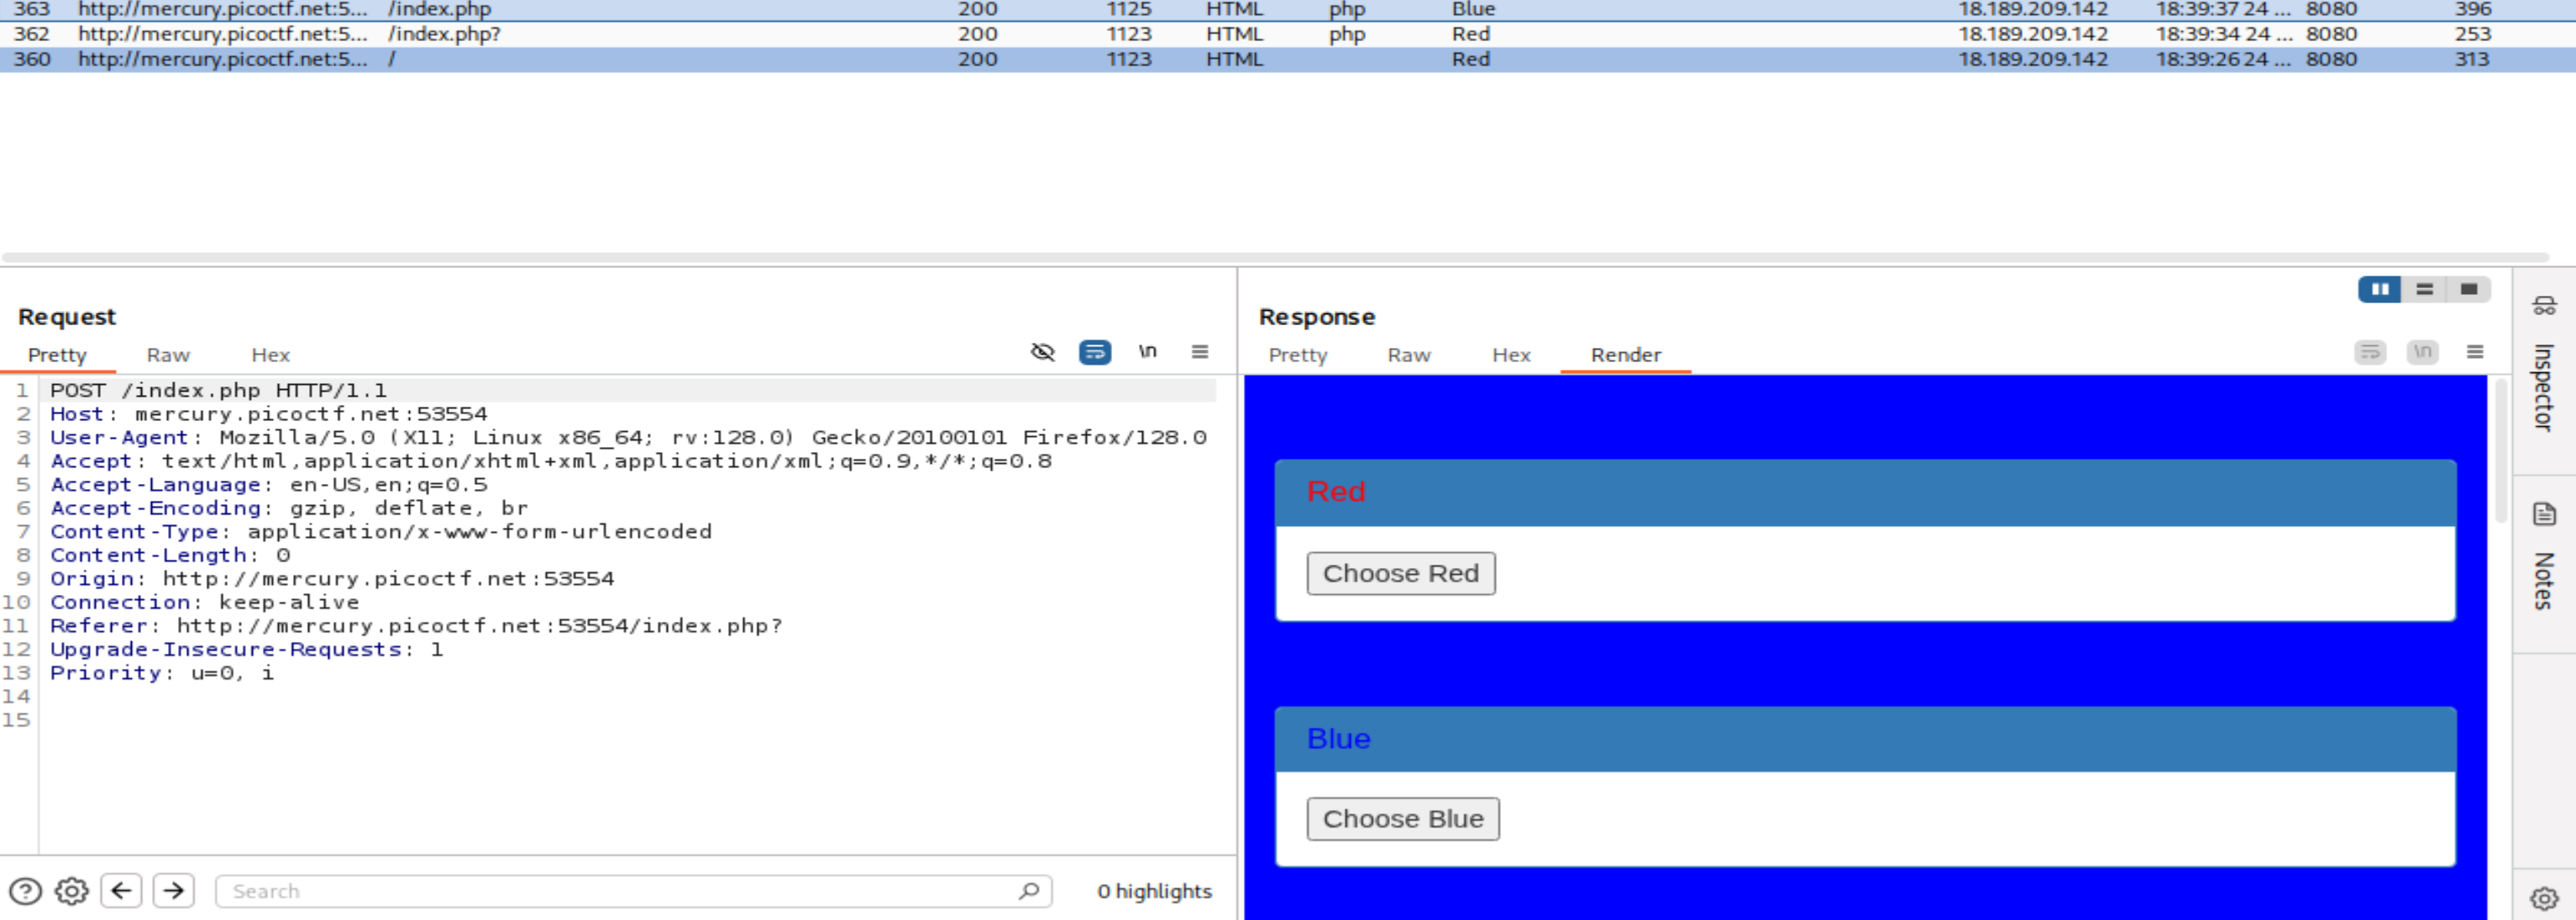 363 http://mercury.picoctf.net:5... /index.php 200 1125 HTML php Blue 18.189.209.142 18:39:37 24 ... 8080 396
362 http://mercury.picoctf.net:5... /index.php? 200 1123 HTML php Red 18.189.209.142 18:39:34 24 ... 8080 253
360 http://mercury.picoctf.net:5... / 200 1123 HTML Red 18.189.209.142 18:39:26 24 ... 8080 313
Request
Pretty Raw Hex \n
1 POST /index.php HTTP/1.1
2 Host: mercury.picoctf.net:53554
3 User-Agent: Mozilla/5.0 (X11; Linux x86_64; rv:128.0) Gecko/20100101 Firefox/128.0
4 Accept: text/html,application/xhtml+xml,application/xml;q=0.9,*/*;q=0.8
5 Accept-Language: en-US,en;q=0.5
6 Accept-Encoding: gzip, deflate, br
7 Content-Type: application/x-www-form-urlencoded
8 Content-Length: 0
9 Origin: http://mercury.picoctf.net:53554
10 Connection: keep-alive
11 Referer: http://mercury.picoctf.net:53554/index.php?
12 Upgrade-Insecure-Requests: 1
13 Priority: u=0, i
14
15
Search
0 highlights
Response
Pretty Raw Hex Render \n
Red
Choose Red
Blue
Choose Blue
Inspector
Notes